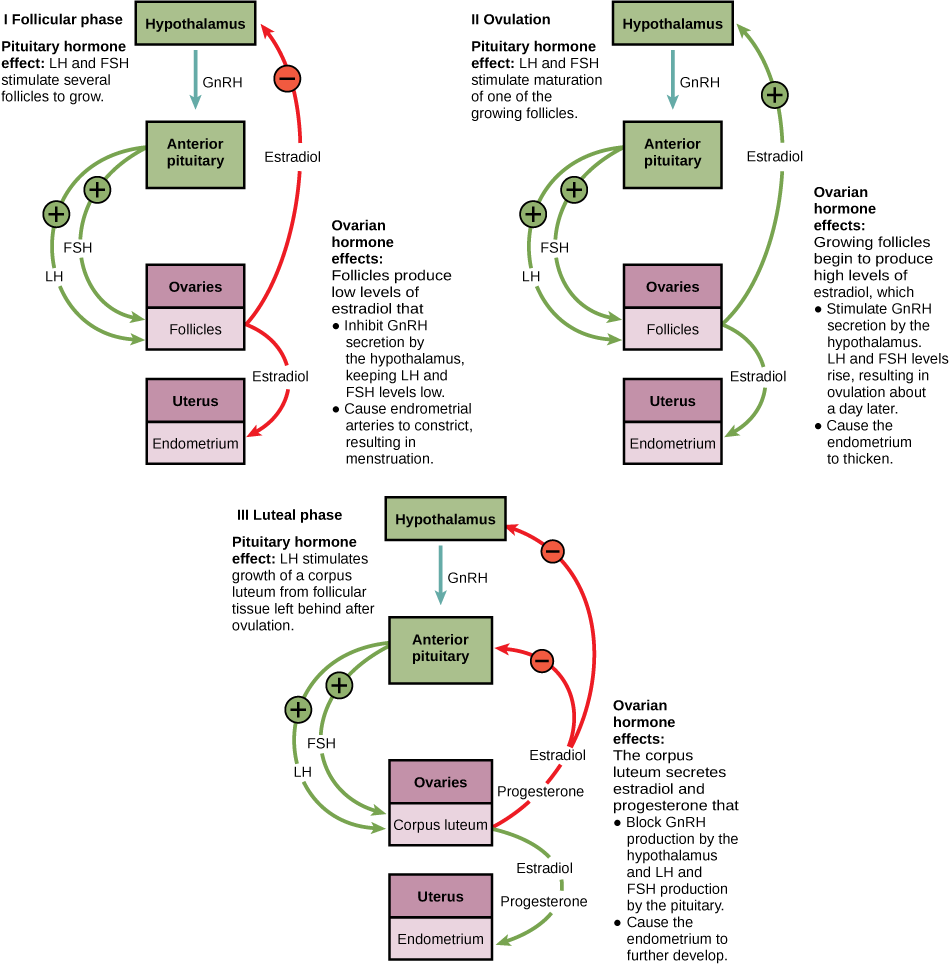 I Follicular phase
Pituitary hormone
effect: LH and FSH
stimulate several
follicles to grow.
Hypothalamus
−
GnRH
Anterior
pituitary
Estradiol
+
+
FSH
LH
Ovaries
Follicles
Estradiol
Uterus
Endometrium
Ovarian
hormone
effects:
Follicles produce
low levels of
estradiol that
● Inhibit GnRH
secretion by
the hypothalamus,
keeping LH and
FSH levels low.
● Cause endrometrial
arteries to constrict,
resulting in
menstruation.
II Ovulation
Pituitary hormone
effect: LH and FSH
stimulate maturation
of one of the
growing follicles.
Hypothalamus
+
GnRH
Anterior
pituitary
Estradiol
+
+
FSH
LH
Ovaries
Follicles
Estradiol
Uterus
Endometrium
Ovarian
hormone
effects:
Growing follicles
begin to produce
high levels of
estradiol, which
● Stimulate GnRH
secretion by the
hypothalamus.
LH and FSH levels
rise, resulting in
ovulation about
a day later.
● Cause the
endometrium
to thicken.
III Luteal phase
Pituitary hormone
effect: LH stimulates
growth of a corpus
luteum from follicular
tissue left behind after
ovulation.
Hypothalamus
−
GnRH
Anterior
pituitary
−
+
+
FSH
LH
Estradiol
Progesterone
Ovaries
Corpus luteum
Estradiol
Progesterone
Uterus
Endometrium
Ovarian
hormone
effects:
The corpus
luteum secretes
estradiol and
progesterone that
● Block GnRH
production by the
hypothalamus
and LH and
FSH production
by the pituitary.
● Cause the
endometrium to
further develop.